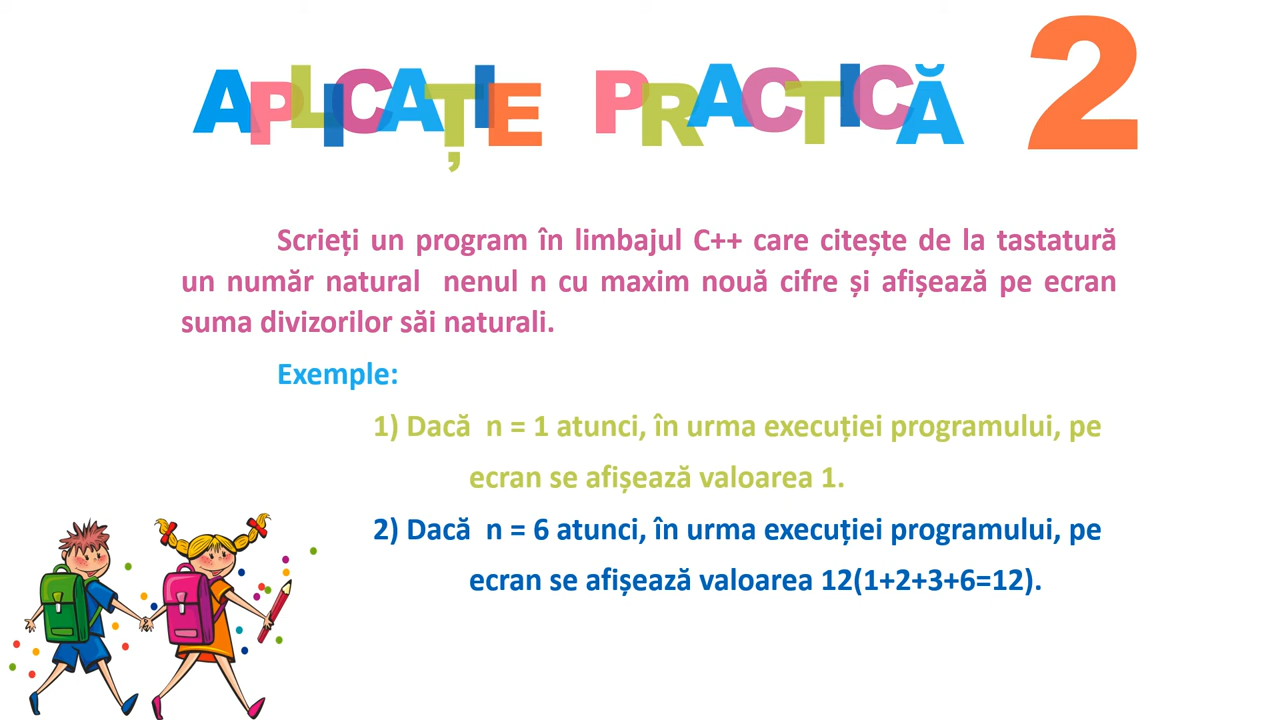 APLICAȚIE PRACTICĂ 2
Scrieți un program în limbajul C++ care citește de la tastatură
un număr natural nenul n cu maxim nouă cifre și afișează pe ecran
suma divizorilor săi naturali.
Exemple:
1) Dacă n = 1 atunci, în urma execuției programului, pe
ecran se afișează valoarea 1.
2) Dacă n = 6 atunci, în urma execuției programului, pe
ecran se afișează valoarea 12(1+2+3+6=12).